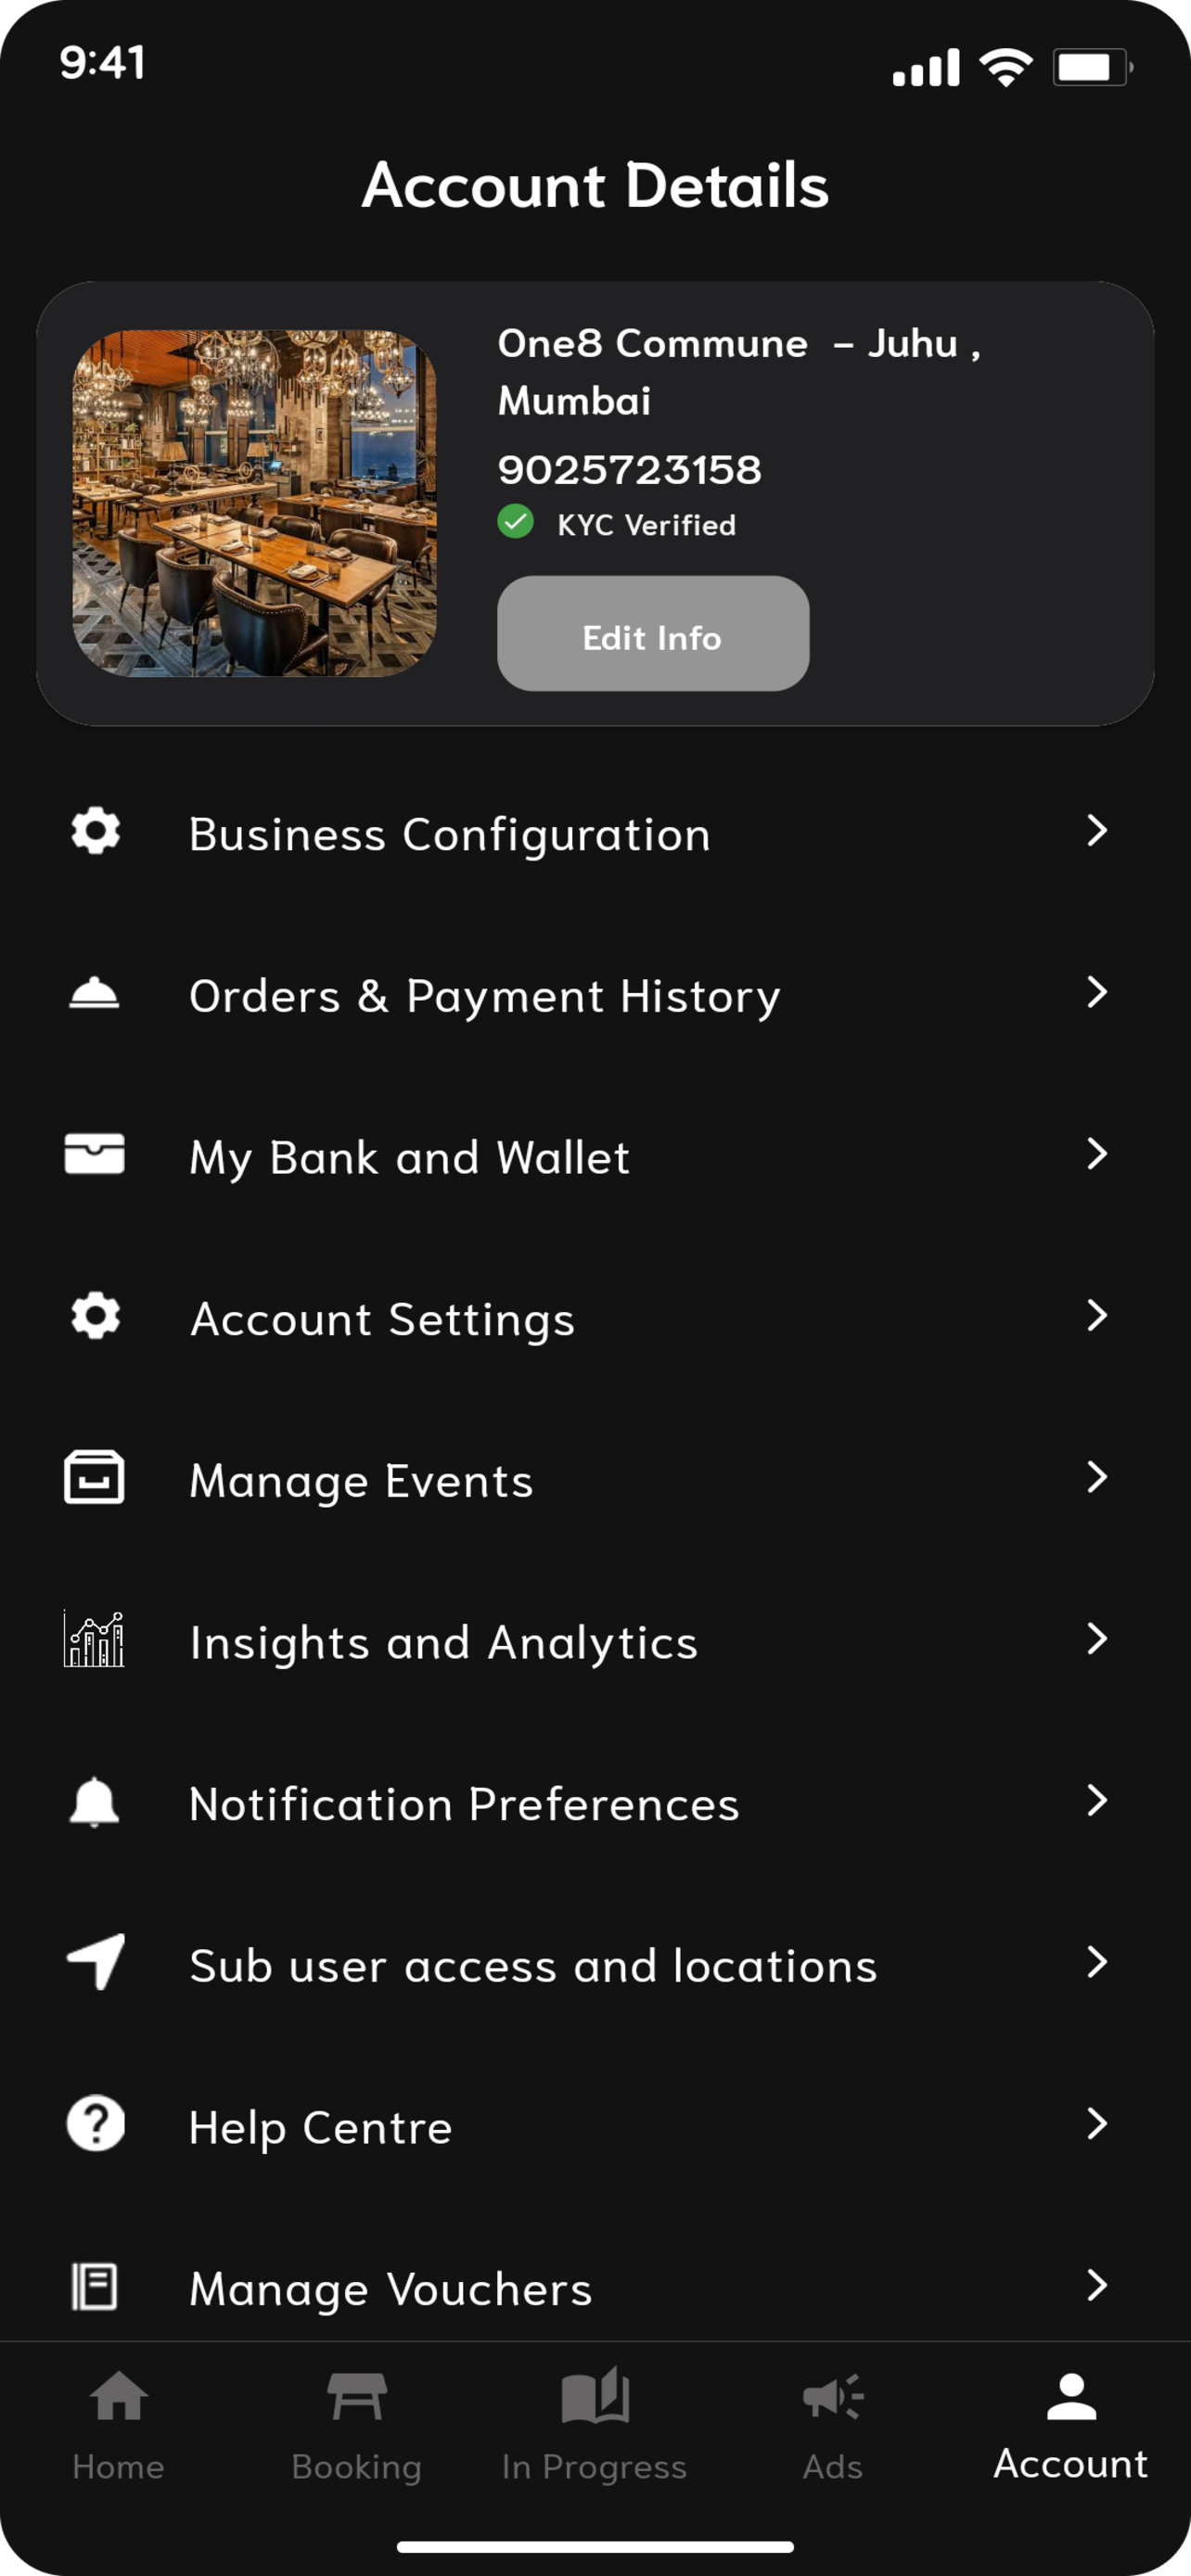 9:41
Account Details
One8 Commune – Juhu ,
Mumbai
9025723158
KYC Verified
Edit Info
Business Configuration
Orders & Payment History
My Bank and Wallet
Account Settings
Manage Events
Insights and Analytics
Notification Preferences
Sub user access and locations
Help Centre
Manage Vouchers
Home
Booking
In Progress
Ads
Account